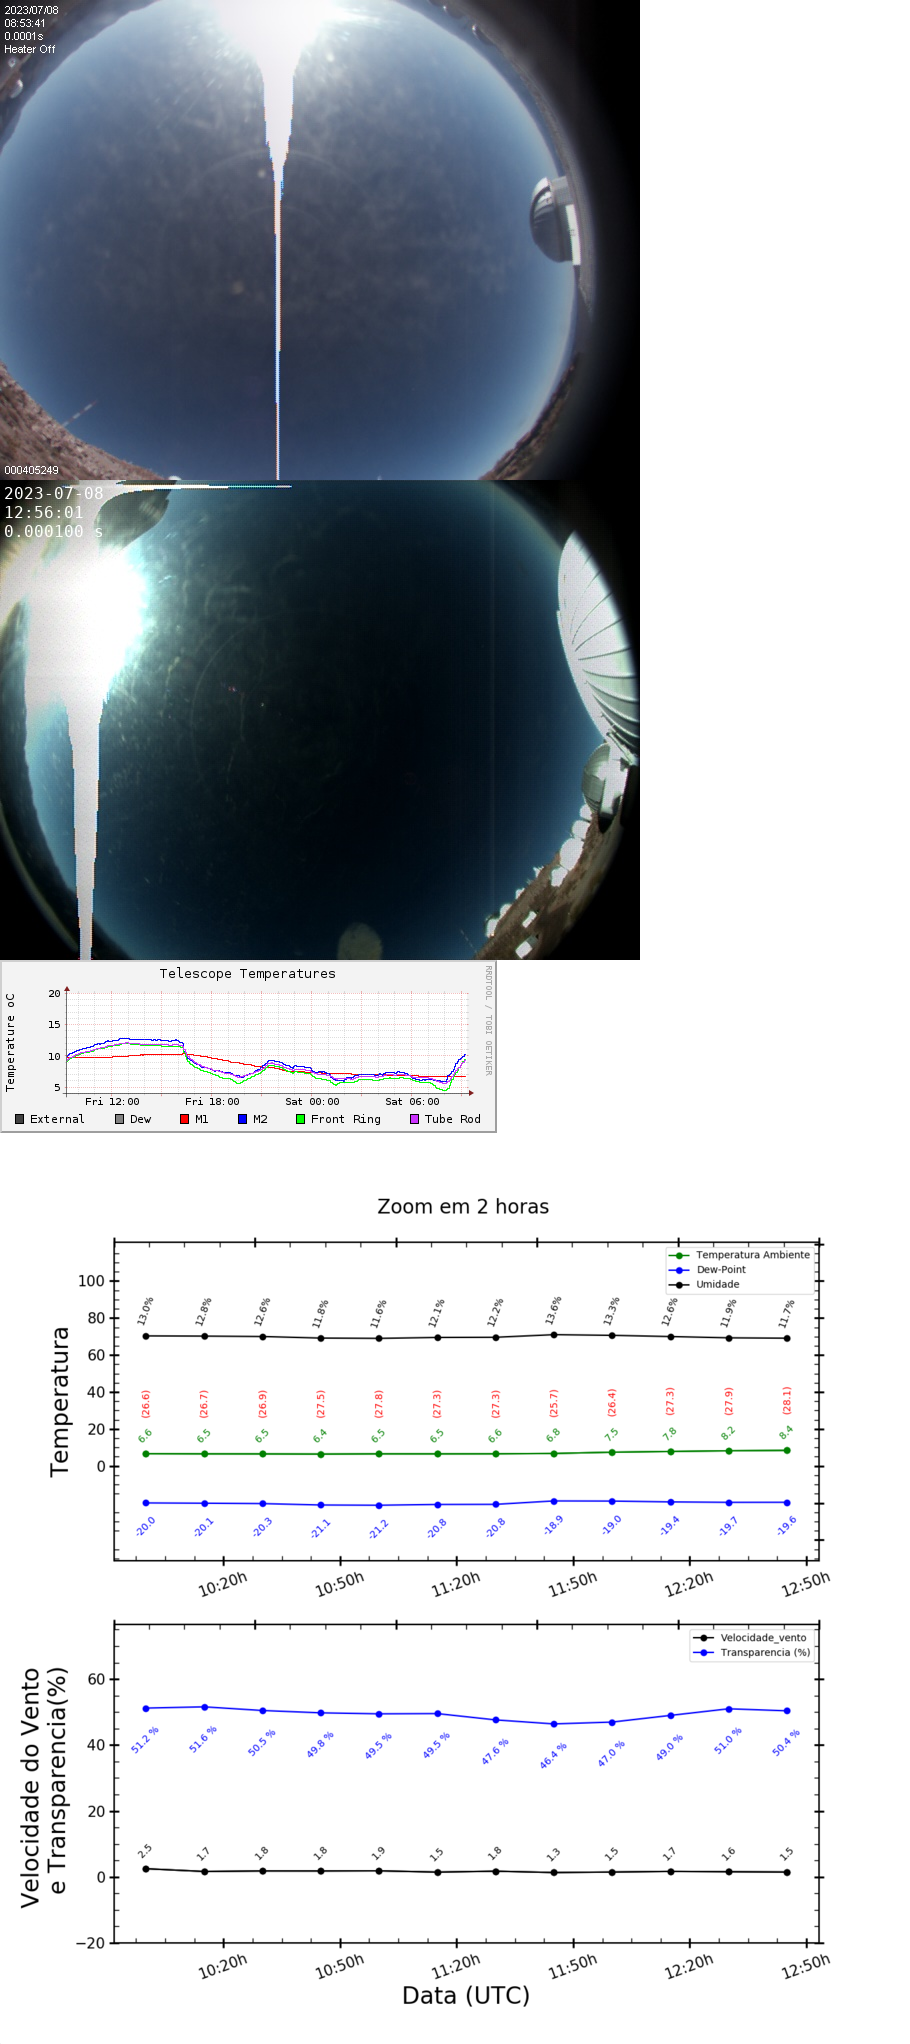 2023/07/08
08:53:41
0.0001s
Heater Off
000405249
2023-07-08
12:56:01
0.000100 s
Telescope Temperatures
RRDTOOL / TOBI OETIKER
Temperature oC
20
15
10
5
Fri 12:00 Fri 18:00 Sat 00:00 Sat 06:00
External Dew M1 M2 Front Ring Tube Rod
Zoom em 2 horas
Temperatura
Temperatura Ambiente
Dew-Point
Umidade
100
80
60
40
20
0
13.0% 12.8% 12.6% 11.8% 11.6% 12.1% 12.2% 13.6% 13.3% 12.6% 11.9% 11.7%
(26.6) (26.7) (26.9) (27.5) (27.8) (27.3) (27.3) (25.7) (26.4) (27.3) (27.9) (28.1)
6.6 6.5 6.5 6.4 6.5 6.5 6.6 6.8 7.5 7.8 8.2 8.4
-20.0 -20.1 -20.3 -21.1 -21.2 -20.8 -20.8 -18.9 -19.0 -19.4 -19.7 -19.6
10:20h 10:50h 11:20h 11:50h 12:20h 12:50h
Velocidade do Vento
e Transparencia(%)
Velocidade_vento
Transparencia (%)
60
40
20
0
−20
51.2 % 51.6 % 50.5 % 49.8 % 49.5 % 49.5 % 47.6 % 46.4 % 47.0 % 49.0 % 51.0 % 50.4 %
2.5 1.7 1.8 1.8 1.9 1.5 1.8 1.3 1.5 1.7 1.6 1.5
10:20h 10:50h 11:20h 11:50h 12:20h 12:50h
Data (UTC)